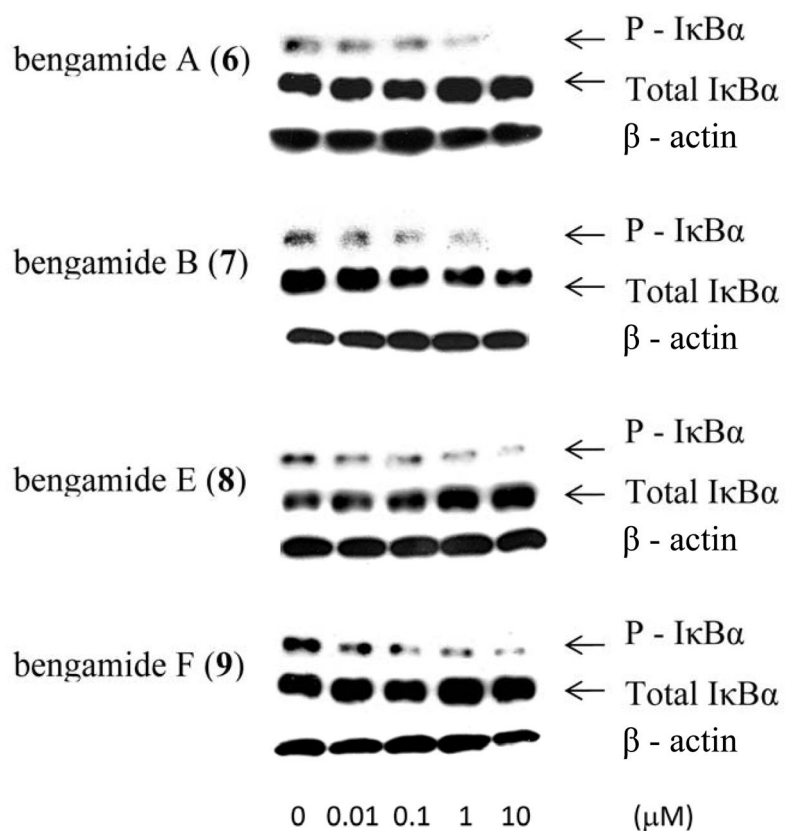 P - IκBα
bengamide A (6)
Total IκBα
β - actin
P - IκBα
bengamide B (7)
Total IκBα
β - actin
P - IκBα
bengamide E (8)
Total IκBα
β - actin
P - IκBα
bengamide F (9)
Total IκBα
β - actin
0 0.01 0.1 1 10 (μM)